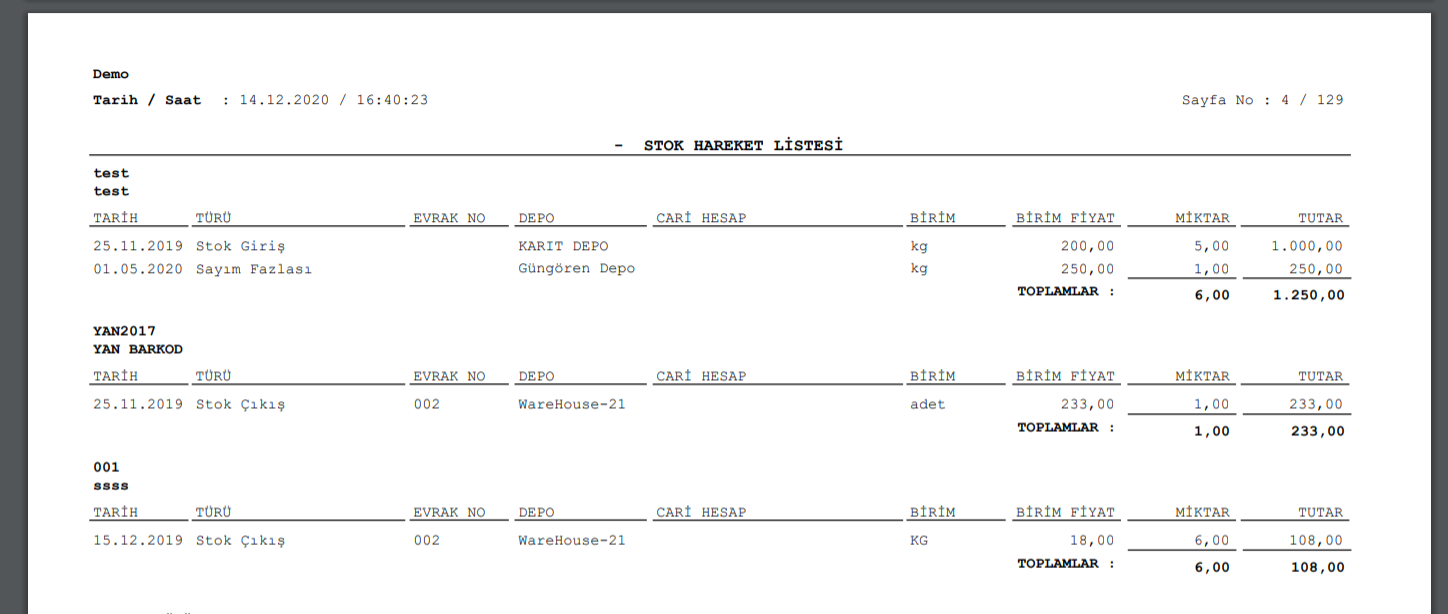 Demo
Tarih / Saat : 14.12.2020 / 16:40:23 Sayfa No : 4 / 129
- STOK HAREKET LİSTESİ
test
test
TARİH TÜRÜ EVRAK NO DEPO CARİ HESAP BİRİM BİRİM FİYAT MİKTAR TUTAR
25.11.2019 Stok Giriş KARIT DEPO kg 200,00 5,00 1.000,00
01.05.2020 Sayım Fazlası Güngören Depo kg 250,00 1,00 250,00
TOPLAMLAR : 6,00 1.250,00
YAN2017
YAN BARKOD
TARİH TÜRÜ EVRAK NO DEPO CARİ HESAP BİRİM BİRİM FİYAT MİKTAR TUTAR
25.11.2019 Stok Çıkış 002 WareHouse-21 adet 233,00 1,00 233,00
TOPLAMLAR : 1,00 233,00
001
ssss
TARİH TÜRÜ EVRAK NO DEPO CARİ HESAP BİRİM BİRİM FİYAT MİKTAR TUTAR
15.12.2019 Stok Çıkış 002 WareHouse-21 KG 18,00 6,00 108,00
TOPLAMLAR : 6,00 108,00